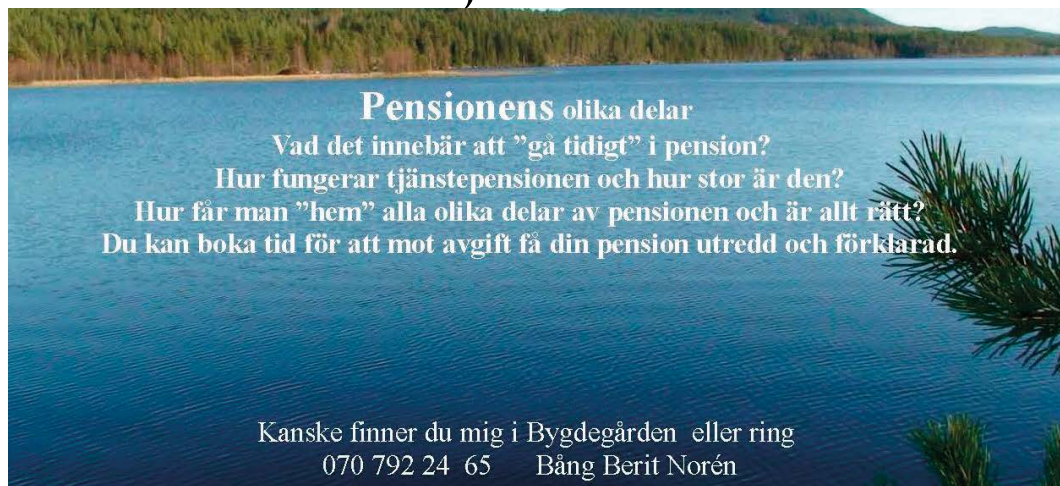 Pensionens olika delar
Vad det innebär att ”gå tidigt” i pension?
Hur fungerar tjänstepensionen och hur stor är den?
Hur får man ”hem” alla olika delar av pensionen och är allt rätt?
Du kan boka tid för att mot avgift få din pension utredd och förklarad.
Kanske finner du mig i Bygdegården eller ring
070 792 24 65 Bång Berit Norén